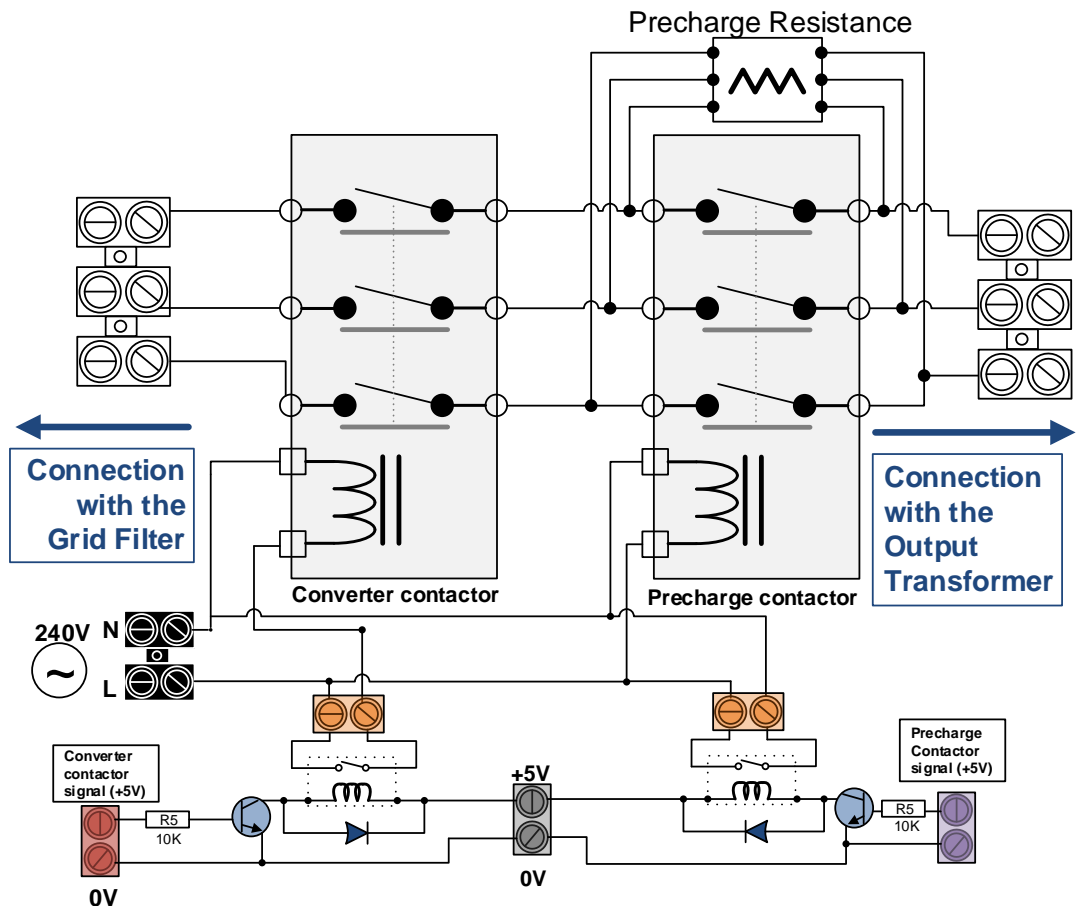 Precharge Resistance
Connection
with the
Grid Filter
Connection
with the
Output
Transformer
Converter contactor
Precharge contactor
240V
N
~
L
Converter
contactor
signal (+5V)
R5
10K
0V
+5V
0V
Precharge
Contactor
signal (+5V)
R5
10K